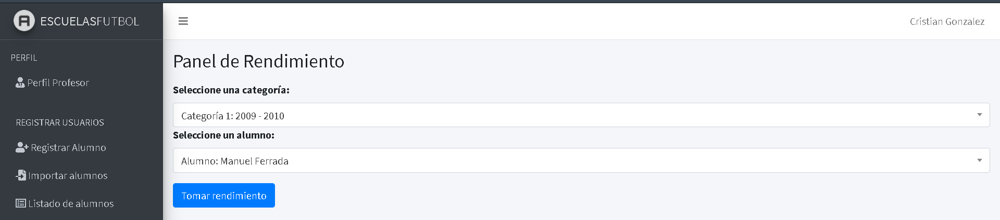 ESCUELASFUTBOL
Cristian Gonzalez
PERFIL
Perfil Profesor
REGISTRAR USUARIOS
Registrar Alumno
Importar alumnos
Listado de alumnos
Panel de Rendimiento
Seleccione una categoría:
Categoría 1: 2009 - 2010
Seleccione un alumno:
Alumno: Manuel Ferrada
Tomar rendimiento